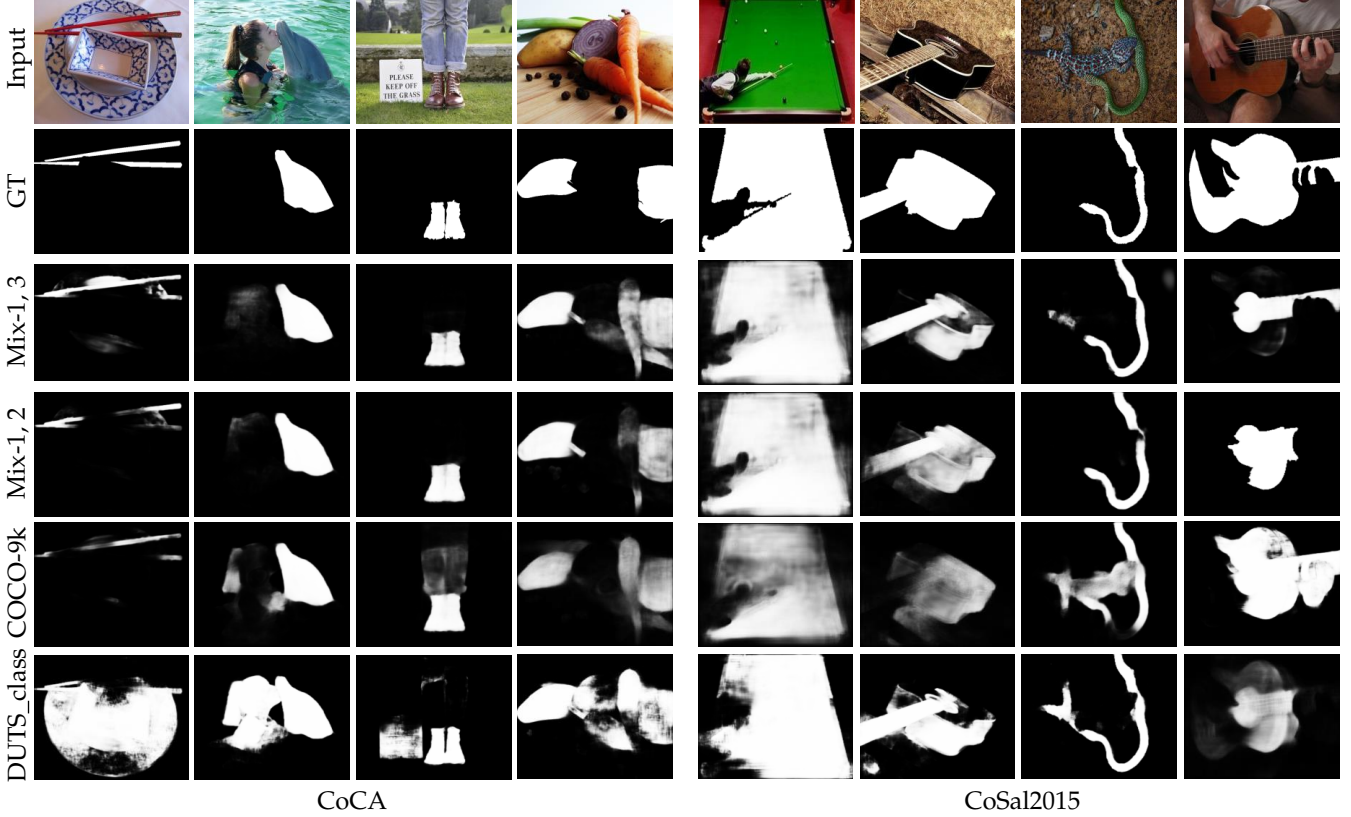 Input
PLEASE
KEEP OFF
THE GRASS
GT
Mix-1, 3
Mix-1, 2
COCO-9k
DUTS_class
CoCA
CoSal2015